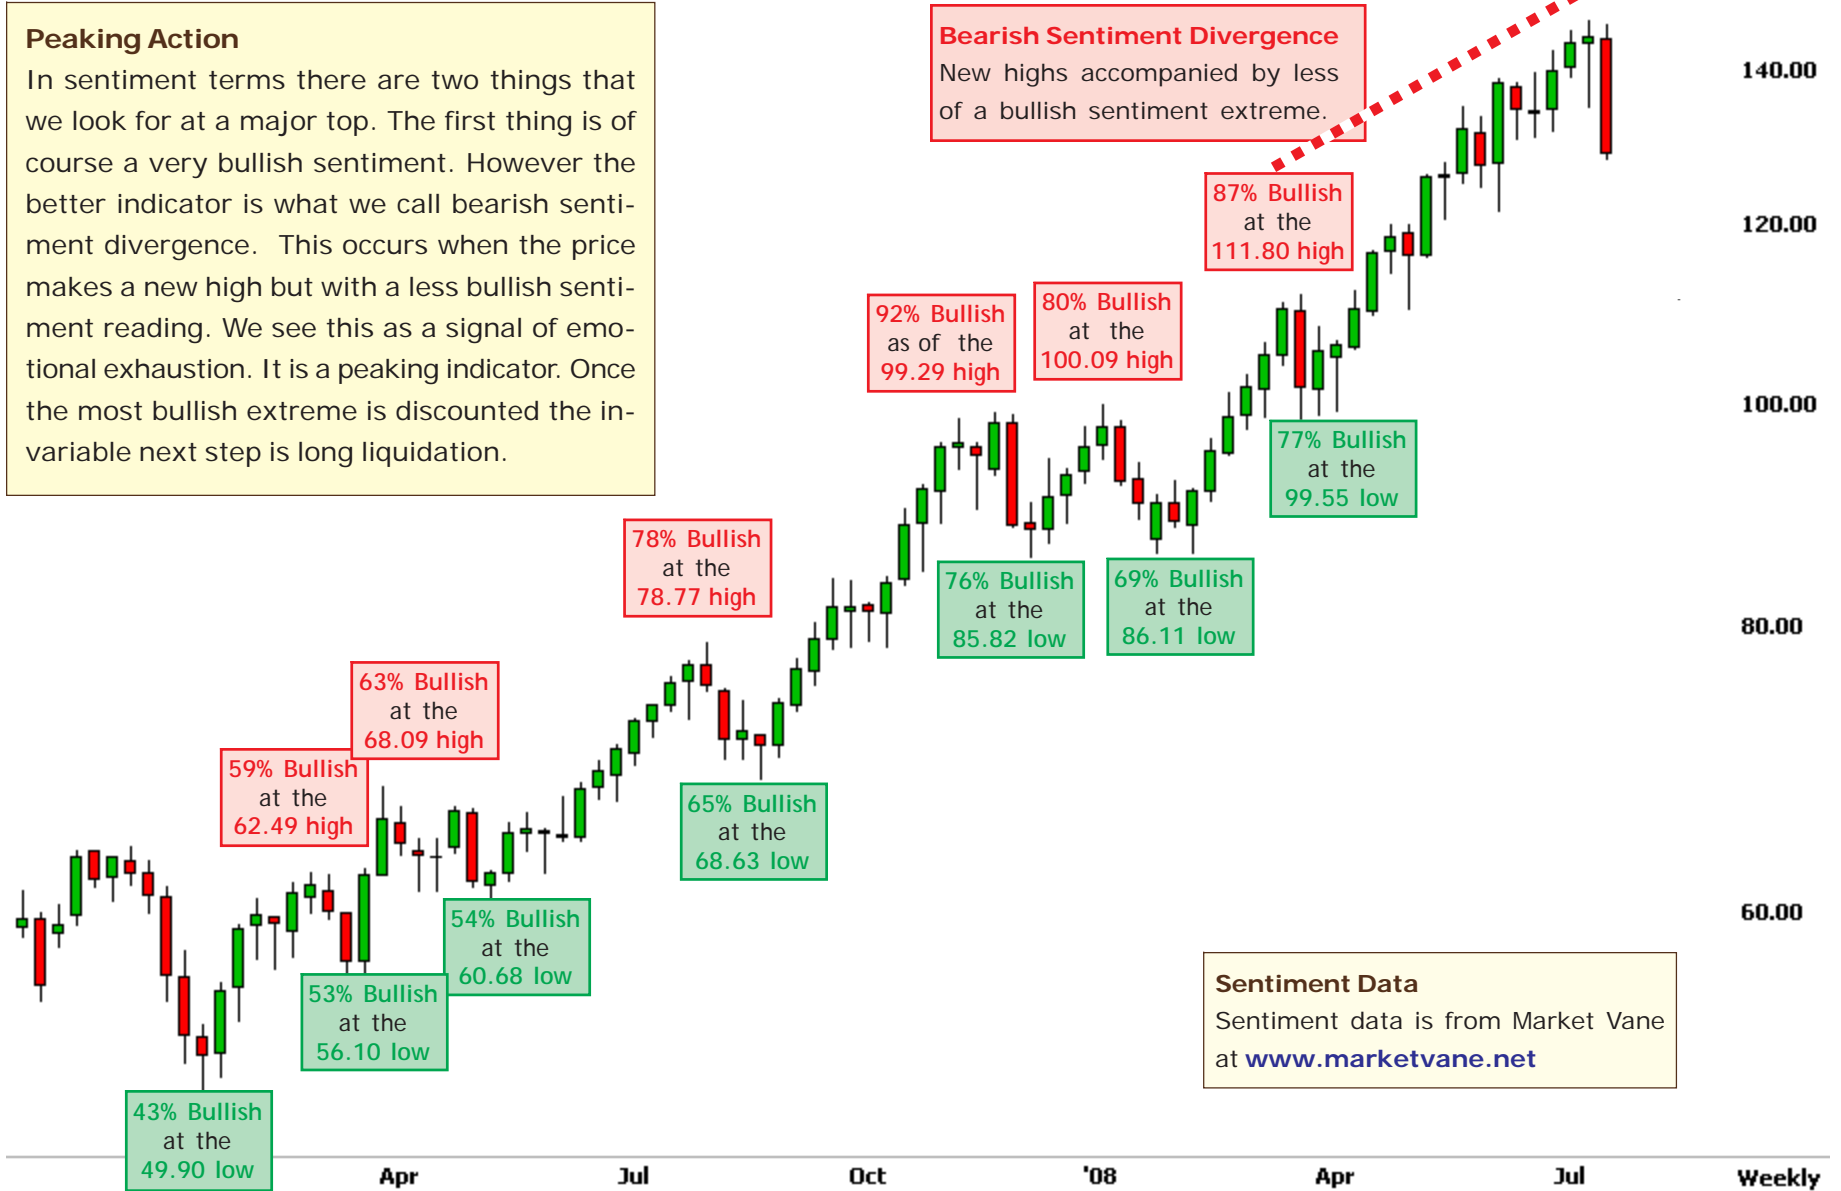 Peaking Action
In sentiment terms there are two things that
we look for at a major top. The first thing is of
course a very bullish sentiment. However the
better indicator is what we call bearish senti-
ment divergence. This occurs when the price
makes a new high but with a less bullish senti-
ment reading. We see this as a signal of emo-
tional exhaustion. It is a peaking indicator. Once
the most bullish extreme is discounted the in-
variable next step is long liquidation.
Bearish Sentiment Divergence
New highs accompanied by less
of a bullish sentiment extreme.
87% Bullish
at the
111.80 high
92% Bullish
as of the
99.29 high
80% Bullish
at the
100.09 high
77% Bullish
at the
99.55 low
78% Bullish
at the
78.77 high
76% Bullish
at the
85.82 low
69% Bullish
at the
86.11 low
63% Bullish
at the
68.09 high
59% Bullish
at the
62.49 high
65% Bullish
at the
68.63 low
54% Bullish
at the
60.68 low
53% Bullish
at the
56.10 low
43% Bullish
at the
49.90 low
Sentiment Data
Sentiment data is from Market Vane
at www.marketvane.net
140.00
120.00
100.00
80.00
60.00
Apr
Jul
Oct
'08
Apr
Jul
Weekly